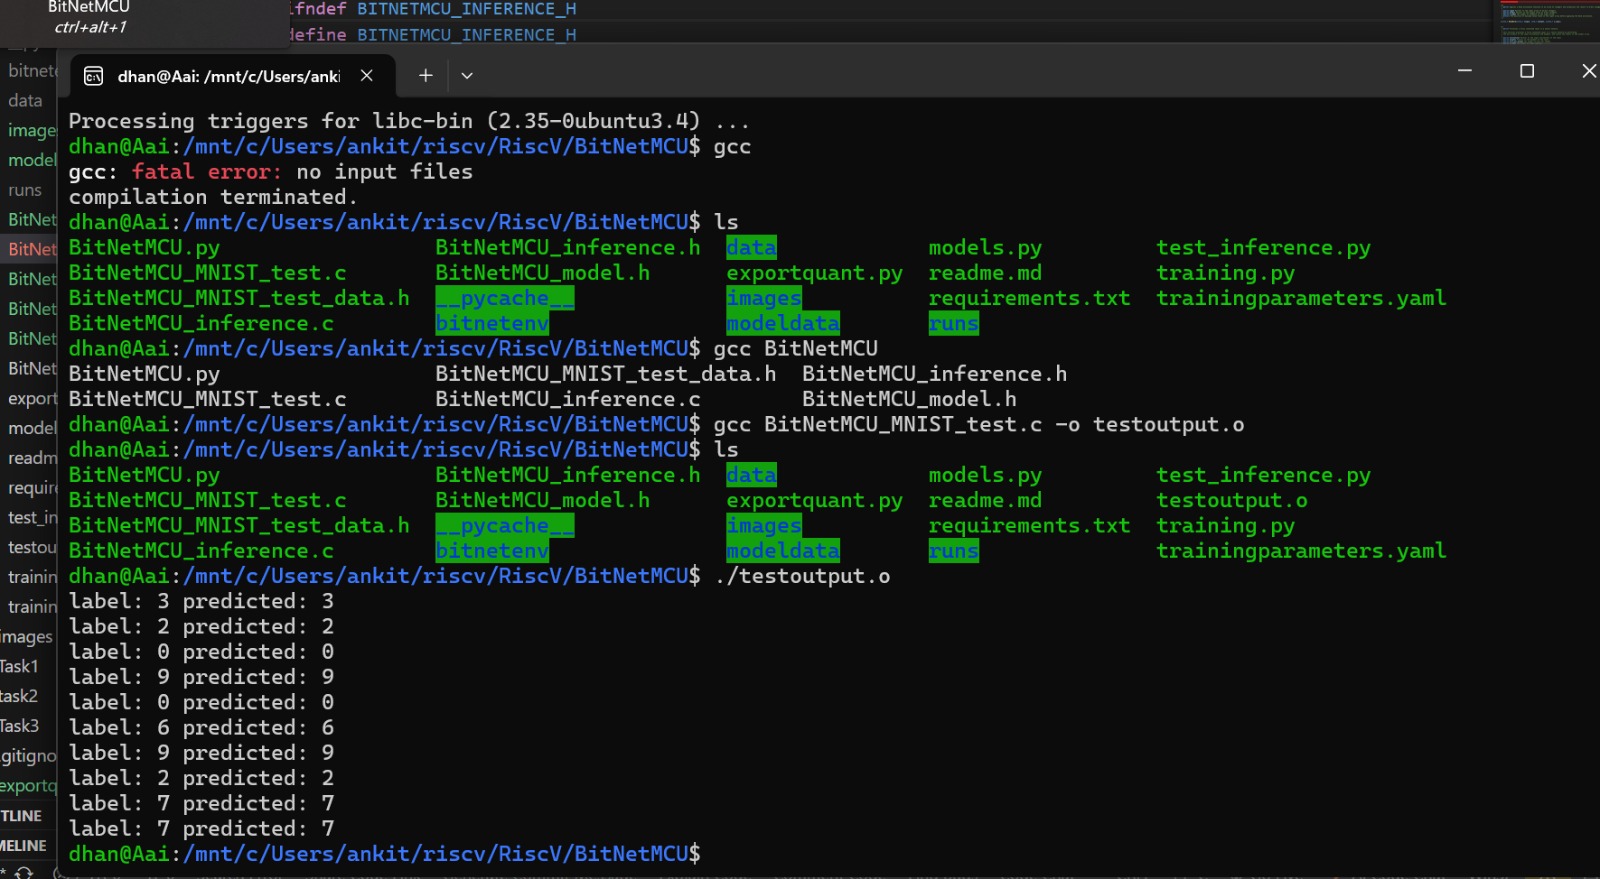 BitNetMCU
ctrl+alt+1
ifndef BITNETMCU_INFERENCE_H
define BITNETMCU_INFERENCE_H
dhan@Aai: /mnt/c/Users/anki
Processing triggers for libc-bin (2.35-0ubuntu3.4) ...
dhan@Aai:/mnt/c/Users/ankit/riscv/RiscV/BitNetMCU$ gcc
gcc: fatal error: no input files
compilation terminated.
dhan@Aai:/mnt/c/Users/ankit/riscv/RiscV/BitNetMCU$ ls
BitNetMCU.py BitNetMCU_inference.h data models.py test_inference.py
BitNetMCU_MNIST_test.c BitNetMCU_model.h exportquant.py readme.md training.py
BitNetMCU_MNIST_test_data.h __pycache__ images requirements.txt trainingparameters.yaml
BitNetMCU_inference.c bitnetenv modeldata runs
dhan@Aai:/mnt/c/Users/ankit/riscv/RiscV/BitNetMCU$ gcc BitNetMCU
BitNetMCU.py BitNetMCU_MNIST_test_data.h BitNetMCU_inference.h
BitNetMCU_MNIST_test.c BitNetMCU_inference.c BitNetMCU_model.h
dhan@Aai:/mnt/c/Users/ankit/riscv/RiscV/BitNetMCU$ gcc BitNetMCU_MNIST_test.c -o testoutput.o
dhan@Aai:/mnt/c/Users/ankit/riscv/RiscV/BitNetMCU$ ls
BitNetMCU.py BitNetMCU_inference.h data models.py test_inference.py
BitNetMCU_MNIST_test.c BitNetMCU_model.h exportquant.py readme.md testoutput.o
BitNetMCU_MNIST_test_data.h __pycache__ images requirements.txt training.py
BitNetMCU_inference.c bitnetenv modeldata runs trainingparameters.yaml
dhan@Aai:/mnt/c/Users/ankit/riscv/RiscV/BitNetMCU$ ./testoutput.o
label: 3 predicted: 3
label: 2 predicted: 2
label: 0 predicted: 0
label: 9 predicted: 9
label: 0 predicted: 0
label: 6 predicted: 6
label: 9 predicted: 9
label: 2 predicted: 2
label: 7 predicted: 7
label: 7 predicted: 7
dhan@Aai:/mnt/c/Users/ankit/riscv/RiscV/BitNetMCU$
bitnete
data
images
model
runs
BitNet
BitNet
BitNet
BitNet
BitNet
BitNet
export
model
readm
require
test_in
testou
trainin
trainin
images
Task1
task2
Task3
.gitigno
exportq
TLINE
MELINE